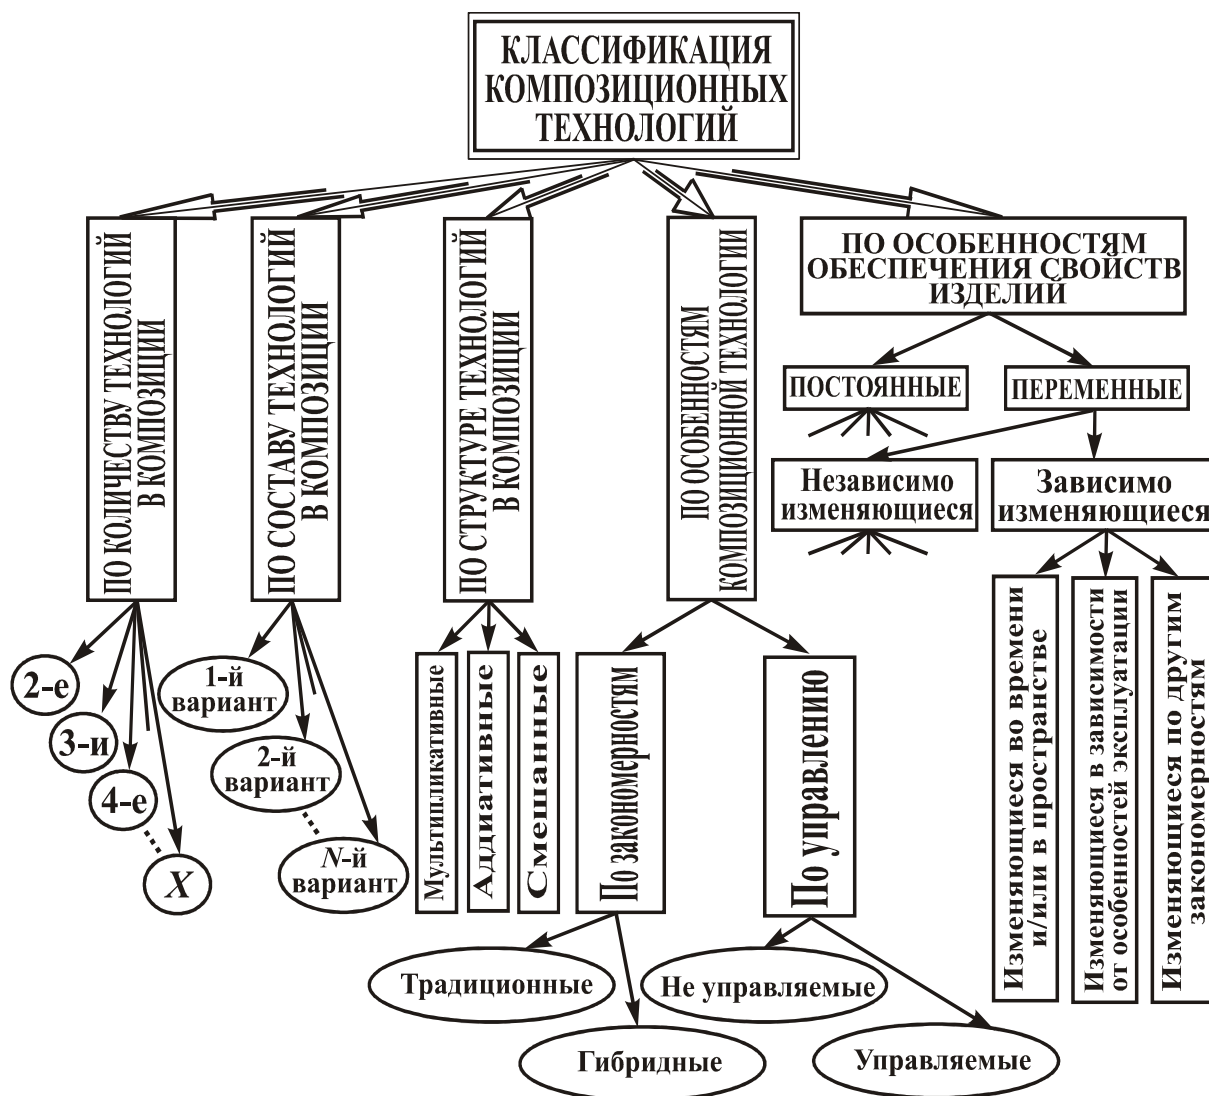 КЛАССИФИКАЦИЯ
КОМПОЗИЦИОННЫХ
ТЕХНОЛОГИЙ
ПО КОЛИЧЕСТВУ ТЕХНОЛОГИЙ
В КОМПОЗИЦИИ
ПО СОСТАВУ ТЕХНОЛОГИЙ
В КОМПОЗИЦИИ
ПО СТРУКТУРЕ ТЕХНОЛОГИЙ
В КОМПОЗИЦИИ
ПО ОСОБЕННОСТЯМ
КОМПОЗИЦИОННОЙ ТЕХНОЛОГИИ
ПО ОСОБЕННОСТЯМ
ОБЕСПЕЧЕНИЯ СВОЙСТВ
ИЗДЕЛИЙ
ПОСТОЯННЫЕ
ПЕРЕМЕННЫЕ
Независимо
изменяющиеся
Зависимо
изменяющиеся
2-е
3-и
4-е
X
1-й
вариант
2-й
вариант
N-й
вариант
Мультипликативные
Аддиативные
Смешанные
По закономерностям
По управлению
Изменяющиеся во времени
и/или в пространстве
Изменяющиеся в зависимости
от особенностей эксплуатации
Изменяющиеся по другим
закономерностям
Традиционные
Гибридные
Не управляемые
Управляемые